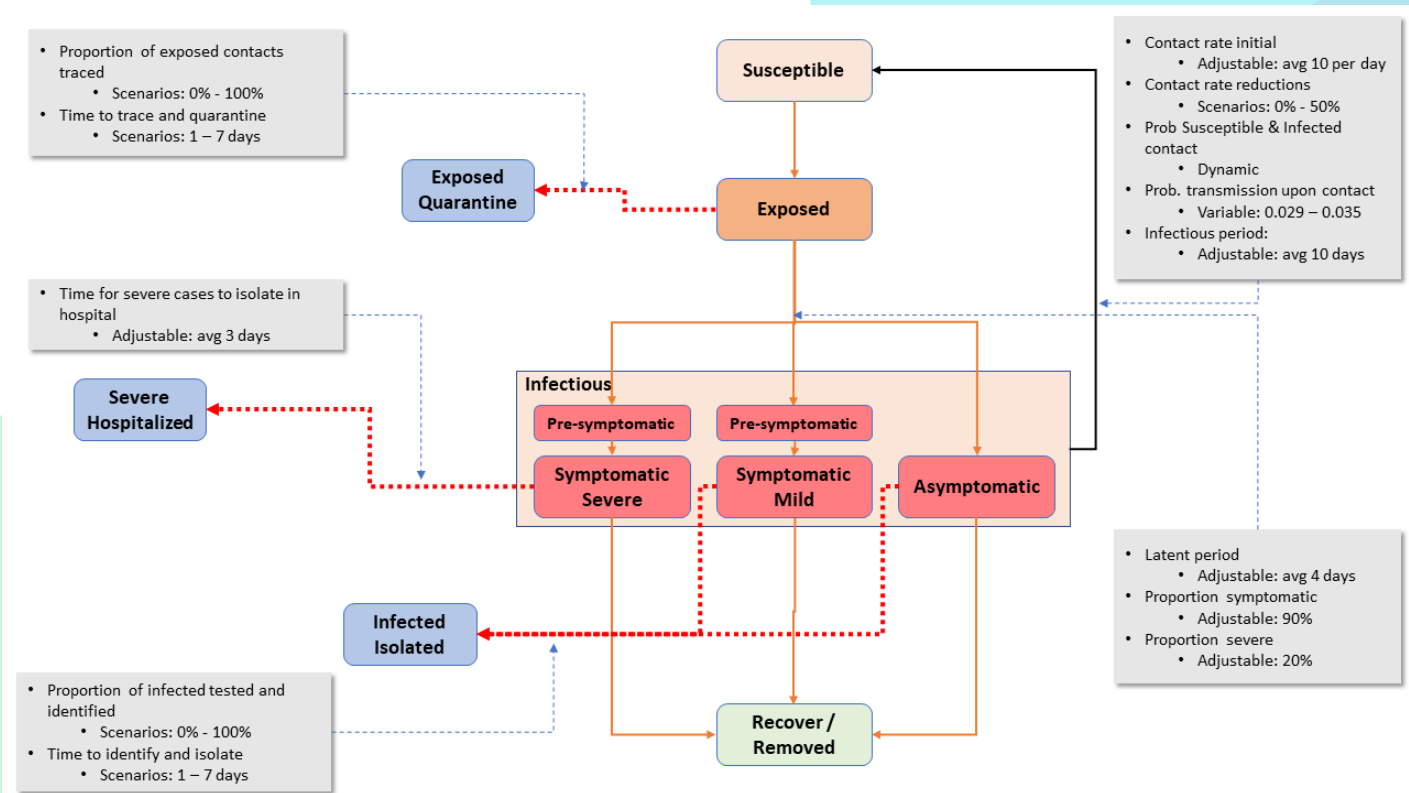 • Proportion of exposed contacts
traced
• Scenarios: 0% - 100%
• Time to trace and quarantine
• Scenarios: 1 – 7 days
Susceptible
• Contact rate initial
• Adjustable: avg 10 per day
• Contact rate reductions
• Scenarios: 0% - 50%
• Prob Susceptible & Infected
contact
• Dynamic
• Prob. transmission upon contact
• Variable: 0.029 – 0.035
• Infectious period:
• Adjustable: avg 10 days
Exposed
Quarantine
Exposed
• Time for severe cases to isolate in
hospital
• Adjustable: avg 3 days
Severe
Hospitalized
Infectious
Pre-symptomatic
Pre-symptomatic
Symptomatic
Severe
Symptomatic
Mild
Asymptomatic
• Latent period
• Adjustable: avg 4 days
• Proportion symptomatic
• Adjustable: 90%
• Proportion severe
• Adjustable: 20%
Infected
Isolated
• Proportion of infected tested and
identified
• Scenarios: 0% - 100%
• Time to identify and isolate
• Scenarios: 1 – 7 days
Recover /
Removed